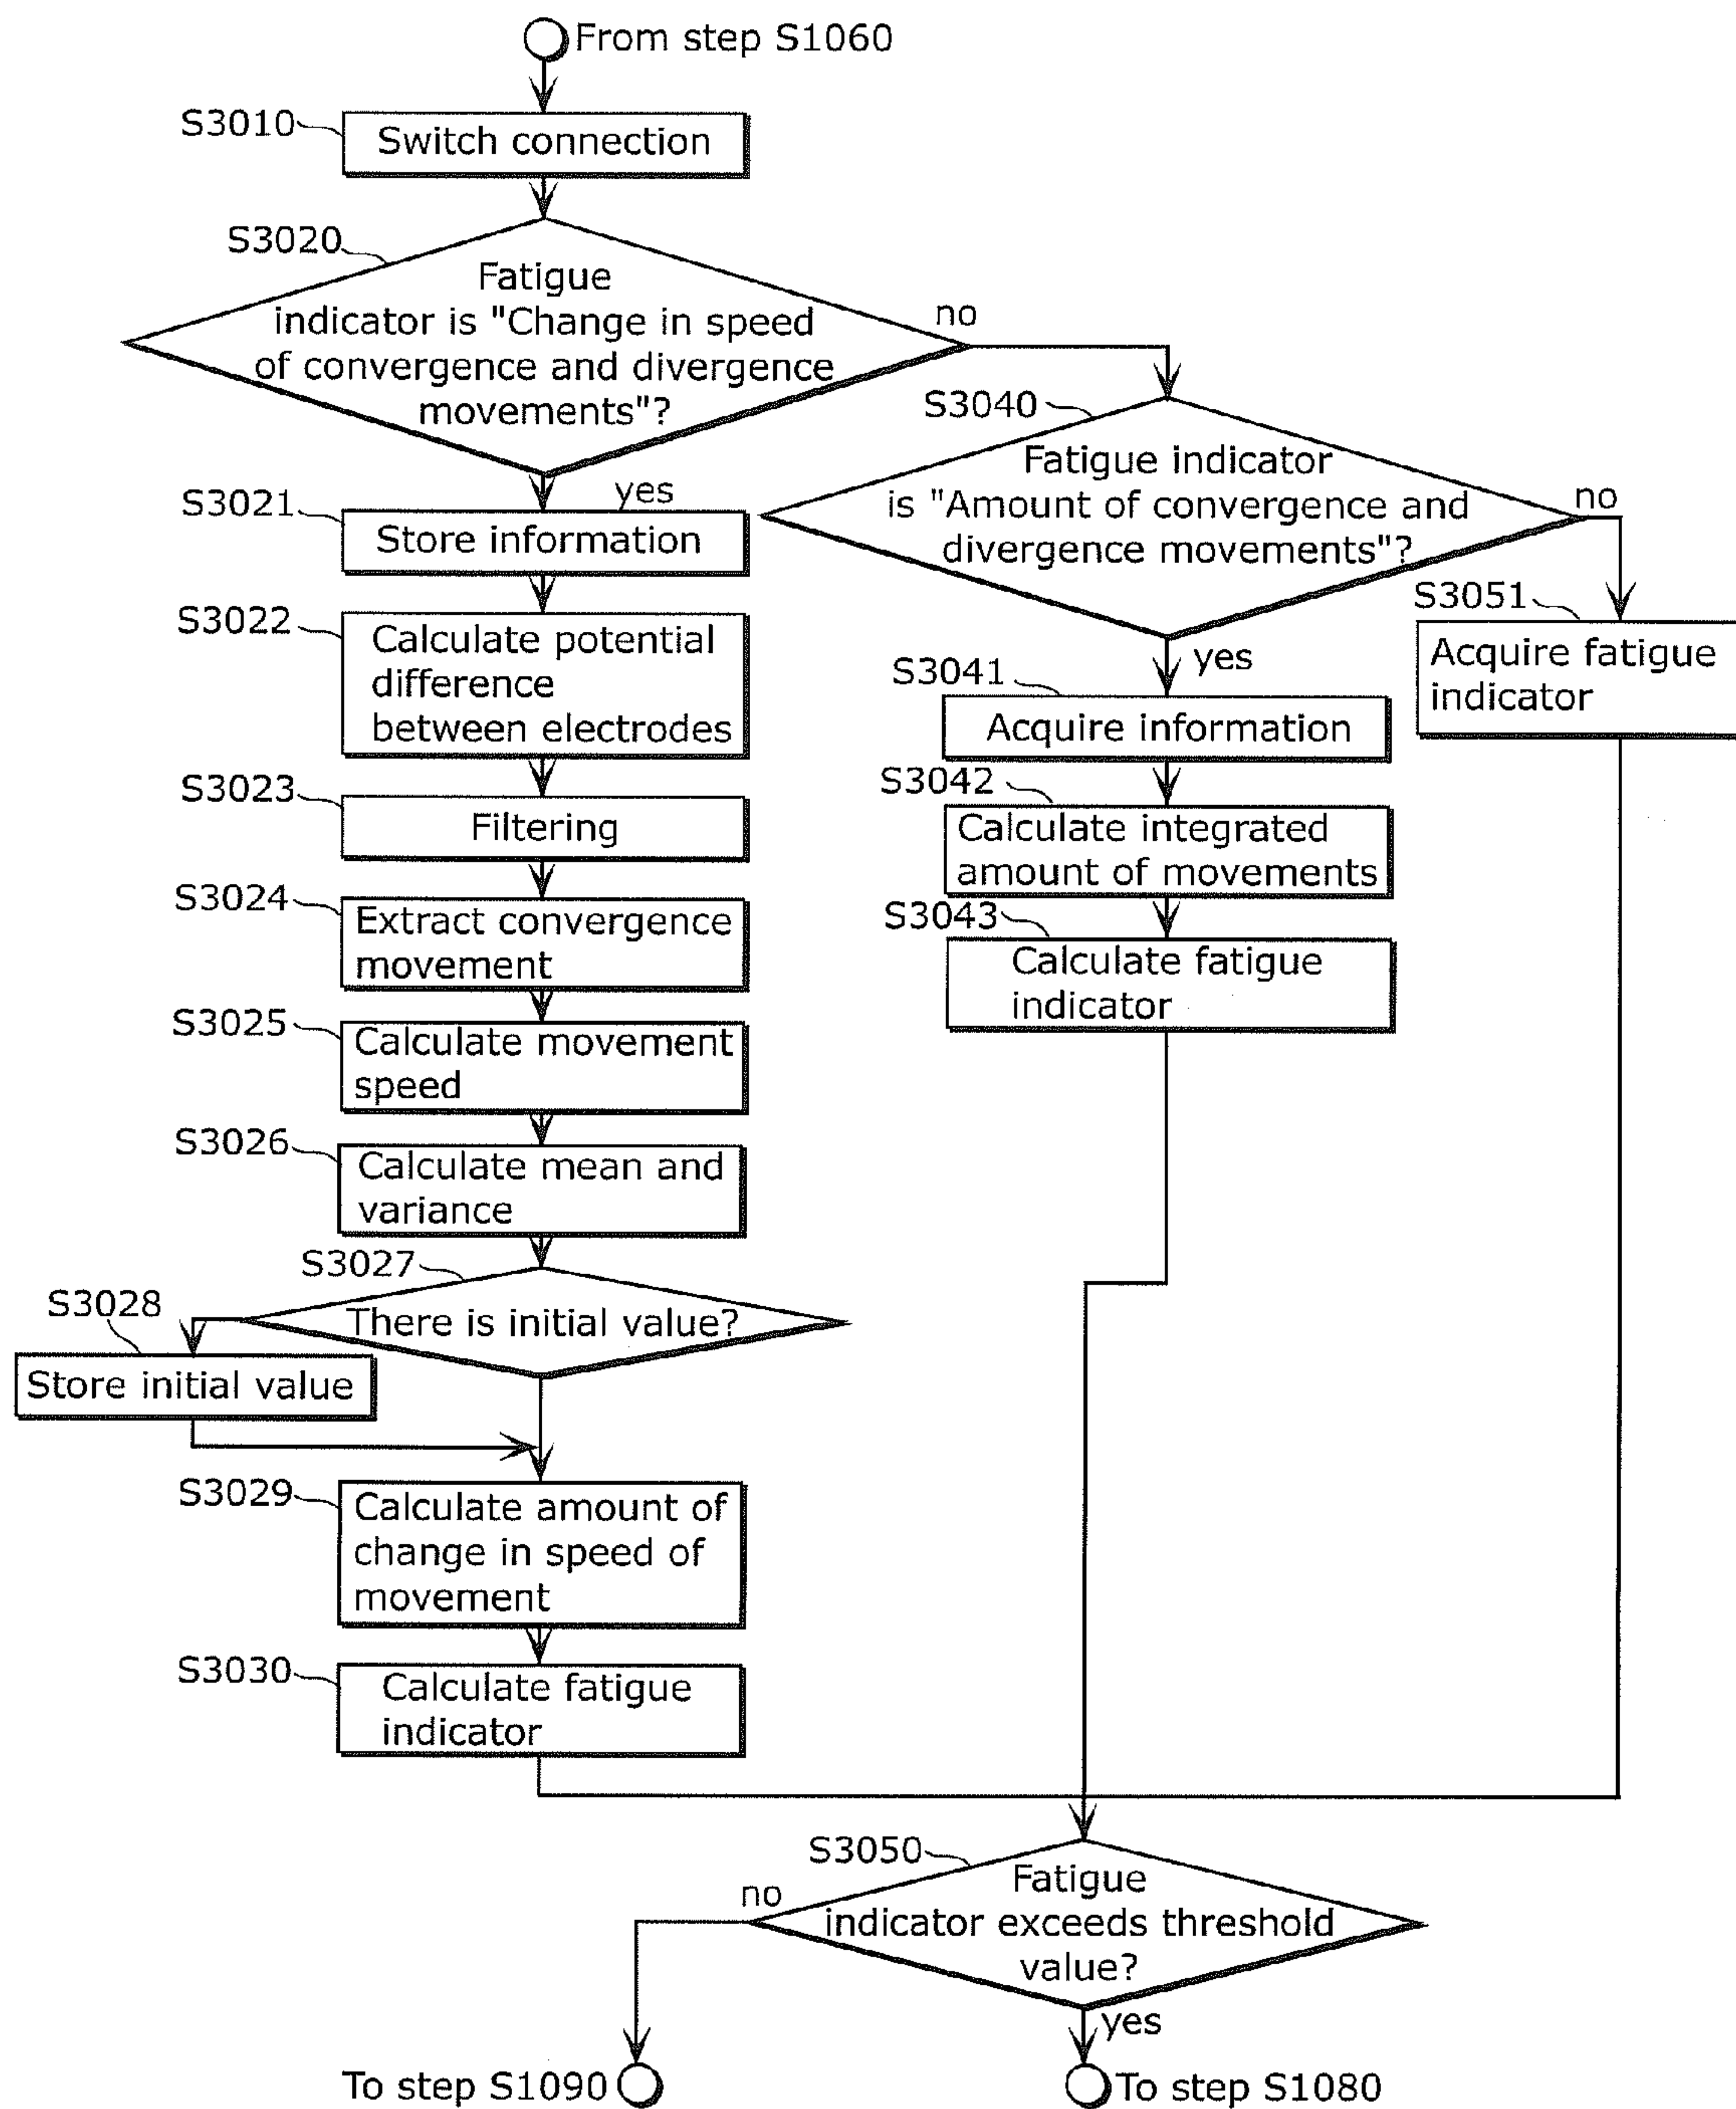 From step S1060
S3010
Switch connection
S3020
Fatigue
indicator is "Change in speed
of convergence and divergence
movements"?
no
yes
S3021
Store information
S3022
Calculate potential
difference
between electrodes
S3023
Filtering
S3024
Extract convergence
movement
S3025
Calculate movement
speed
S3026
Calculate mean and
variance
S3027
There is initial value?
S3028
Store initial value
S3029
Calculate amount of
change in speed of
movement
S3030
Calculate fatigue
indicator
S3040
Fatigue indicator
is "Amount of convergence and
divergence movements"?
no
yes
S3041
Acquire information
S3042
Calculate integrated
amount of movements
S3043
Calculate fatigue
indicator
S3051
Acquire fatigue
indicator
S3050
Fatigue
indicator exceeds threshold
value?
no
yes
To step S1090
To step S1080